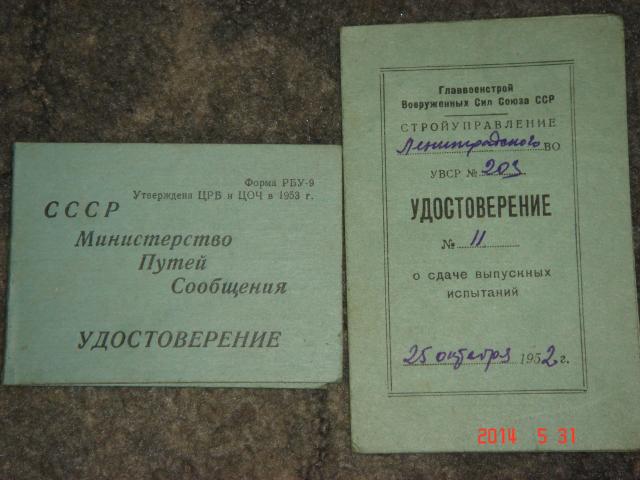 Форма РБУ-9
Утверждена ЦРБ и ЦОЧ в 1953 г.
СССР
Министерство
Путей
Сообщения
УДОСТОВЕРЕНИЕ
Главвоенстрой
Вооруженных Сил Союза ССР
СТРОЙУПРАВЛЕНИЕ
Ленинградского ВО
УВСР № 203
УДОСТОВЕРЕНИЕ
№ 11
о сдаче выпускных
испытаний
25 октября 1952 г.
2014 5 31